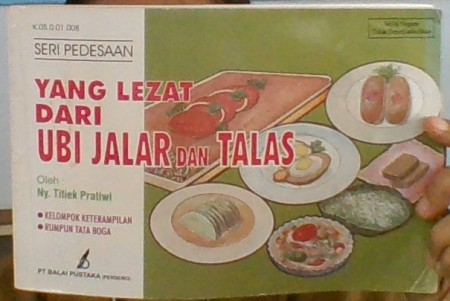 K.05.0.01.008
SERI PEDESAAN
YANG LEZAT
DARI
UBI JALAR DAN TALAS
Oleh :
Ny. Titiek Pratiwi
• KELOMPOK KETERAMPILAN
• RUMPUN TATA BOGA
PT BALAI PUSTAKA (PERSERO)